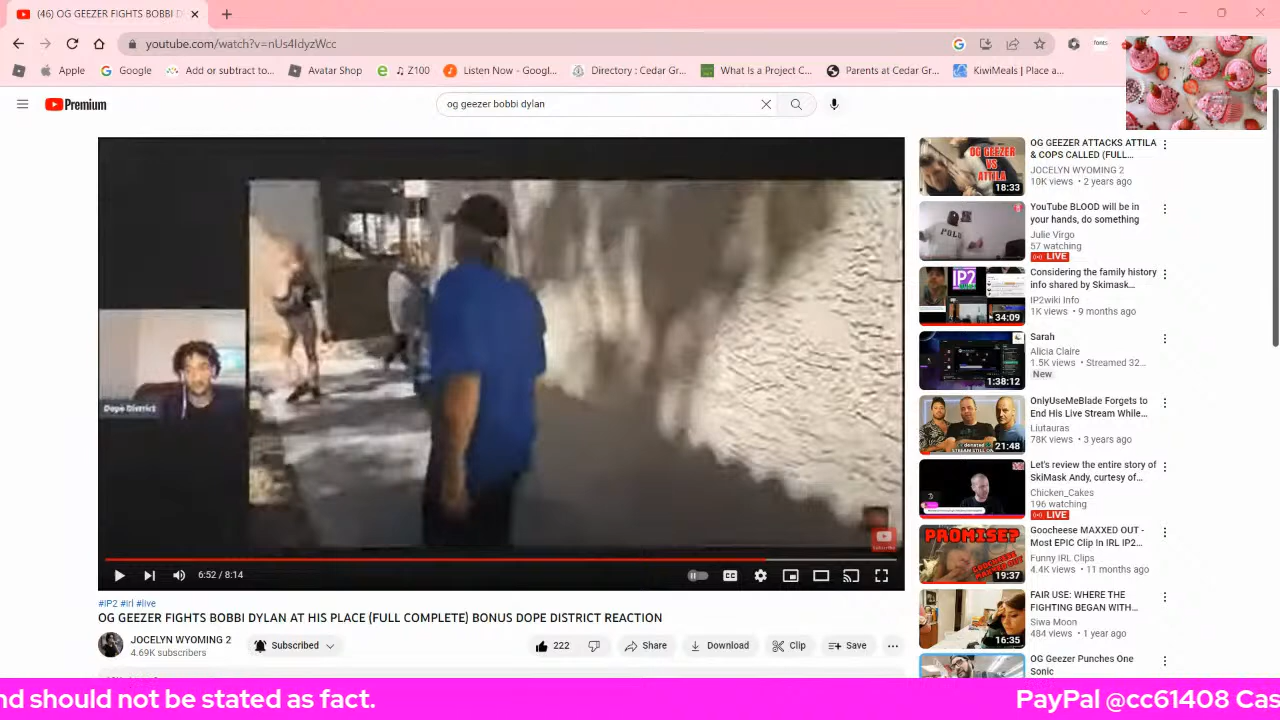 (46) OG GEEZER FIGHTS BOBBI D
youtube.com/watch?v=nUs4IdyzWcc
fonts
Apple
Google
Add or subtract to...
Avatar Shop
Z100
Listen Now - Googl...
Directory : Cedar Gr...
What Is a Project C...
Parents at Cedar Gr...
KiwiMeals | Place a...
Premium
og geezer bobbi dylan
Dope District
6:52 / 8:14
CC
#IP2 #irl #live
OG GEEZER FIGHTS BOBBI DYLAN AT HIS PLACE (FULL COMPLETE) BONUS DOPE DISTRICT REACTION
JOCELYN WYOMING 2
4.69K subscribers
Subscribed
222
Share
Download
Clip
Save
OG GEEZER
VS
ATTILA
18:33
OG GEEZER ATTACKS ATTILA
& COPS CALLED (FULL...
JOCELYN WYOMING 2
10K views • 2 years ago
POLO
YouTube BLOOD will be in
your hands, do something
Julie Virgo
57 watching
LIVE
IP2
34:09
Considering the family history
info shared by Skimask...
IP2wiki Info
1K views • 9 months ago
1:38:12
Sarah
Alicia Claire
1.5K views • Streamed 32...
New
21:48
OnlyUseMeBlade Forgets to
End His Live Stream While...
Liutauras
78K views • 3 years ago
Let's review the entire story of
SkiMask Andy, curtesy of...
Chicken_Cakes
196 watching
LIVE
PROMISE?
GOOCHEESE
MAXXED OUT
19:37
Goocheese MAXXED OUT -
Most EPIC Clip In IRL IP2...
Funny IRL Clips
4.4K views • 11 months ago
16:35
FAIR USE: WHERE THE
FIGHTING BEGAN WITH...
Siwa Moon
484 views • 1 year ago
OG Geezer Punches One
Sonic
nd should not be stated as fact.
PayPal @cc61408 Cas